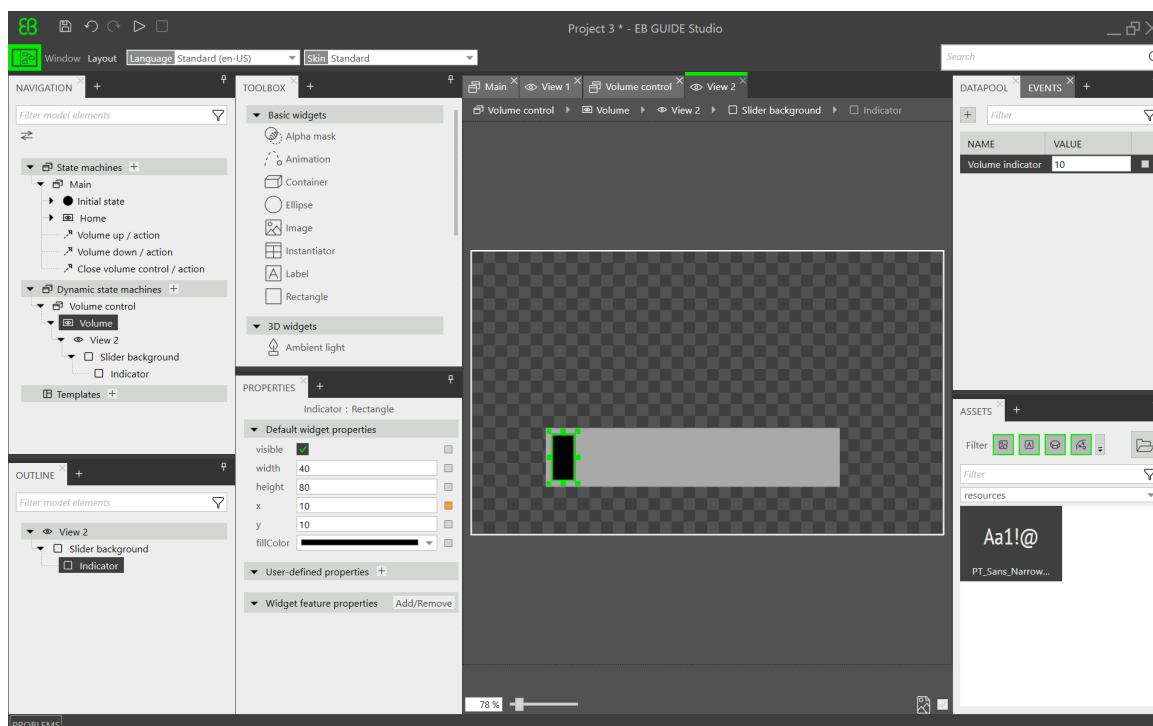 Project 3 * - EB GUIDE Studio
Window Layout Language Standard (en-US) Skin Standard
Search
NAVIGATION
Filter model elements
State machines
Main
Initial state
Home
Volume up / action
Volume down / action
Close volume control / action
Dynamic state machines
Volume control
Volume
View 2
Slider background
Indicator
Templates
OUTLINE
Filter model elements
View 2
Slider background
Indicator
PROBLEMS
TOOLBOX
Basic widgets
Alpha mask
Animation
Container
Ellipse
Image
Instantiator
Label
Rectangle
3D widgets
Ambient light
PROPERTIES
Indicator : Rectangle
Default widget properties
visible
width 40
height 80
x 10
y 10
fillColor
User-defined properties
Widget feature properties Add/Remove
Main View 1 Volume control View 2
Volume control Volume View 2 Slider background Indicator
78 %
DATAPOOL EVENTS
Filter
NAME VALUE
Volume indicator 10
ASSETS
Filter
Filter
resources
Aa1!@
PT_Sans_Narrow...